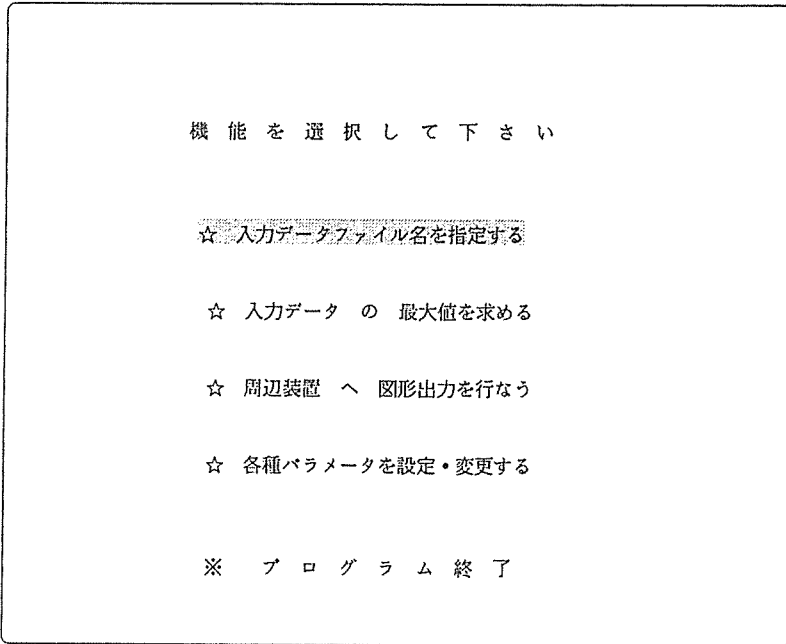 機 能 を 選 択 し て 下 さ い
☆ 入力データファイル名を指定する
☆ 入力データ の 最大値を求める
☆ 周辺装置 へ 図形出力を行なう
☆ 各種パラメータを設定・変更する
※ プ ロ グ ラ ム 終 了